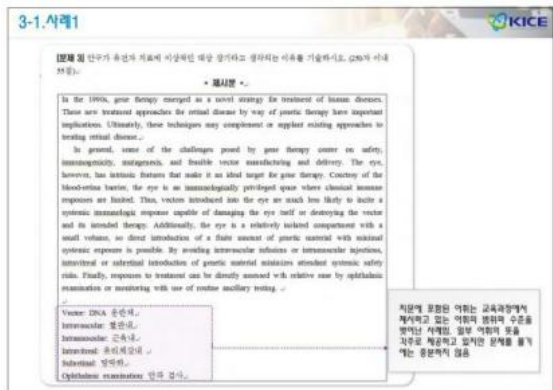 3-1.사례1
KICE
[문제 3] 안구가 유전자 치료에 이상적인 대상 장기라고 생각되는 이유를 기술하시오. (250자 이내
• 제시문 •
In the 1990s, gene therapy emerged as a novel strategy for treatment of human diseases.
These new treatment approaches for retinal disease by way of genetic therapy have important
implications. Ultimately, these techniques may complement or supplant existing approaches to
treating retinal disease.
In general, some of the challenges posed by gene therapy center on safety,
immunogenicity, mutagenesis, and feasible vector manufacturing and delivery. The eye,
however, has intrinsic features that make it an ideal target for gene therapy. Courtesy of the
blood-retina barrier, the eye is an immunologically privileged space where classical immune
responses are limited. Thus, vectors introduced into the eye are much less likely to incite a
systemic immunologic response capable of damaging the eye itself or destroying the vector
and its intended therapy. Additionally, the eye is a relatively isolated compartment with a
small volume, so direct introduction of a finite amount of genetic material with minimal
systemic exposure is possible. By avoiding intravascular infusions or intramuscular injections,
intravitreal or subretinal introduction of genetic material minimizes attendant systemic safety
risks. Finally, responses to treatment can be directly assessed with relative ease by ophthalmic
examination or monitoring with use of routine ancillary testing.
Vector: DNA 운반체
Intravascular: 혈관내
Intramuscular: 근육내
Intravitreal: 유리체강내
Subretinal: 망막하
Ophthalmic examination: 안과 검사
지문에 포함된 어휘는 교육과정에서
제시하고 있는 어휘의 범위와 수준을
벗어난 사례임. 일부 어휘의 뜻을
각주로 제공하고 있지만 문제를 풀기
에는 충분하지 않음